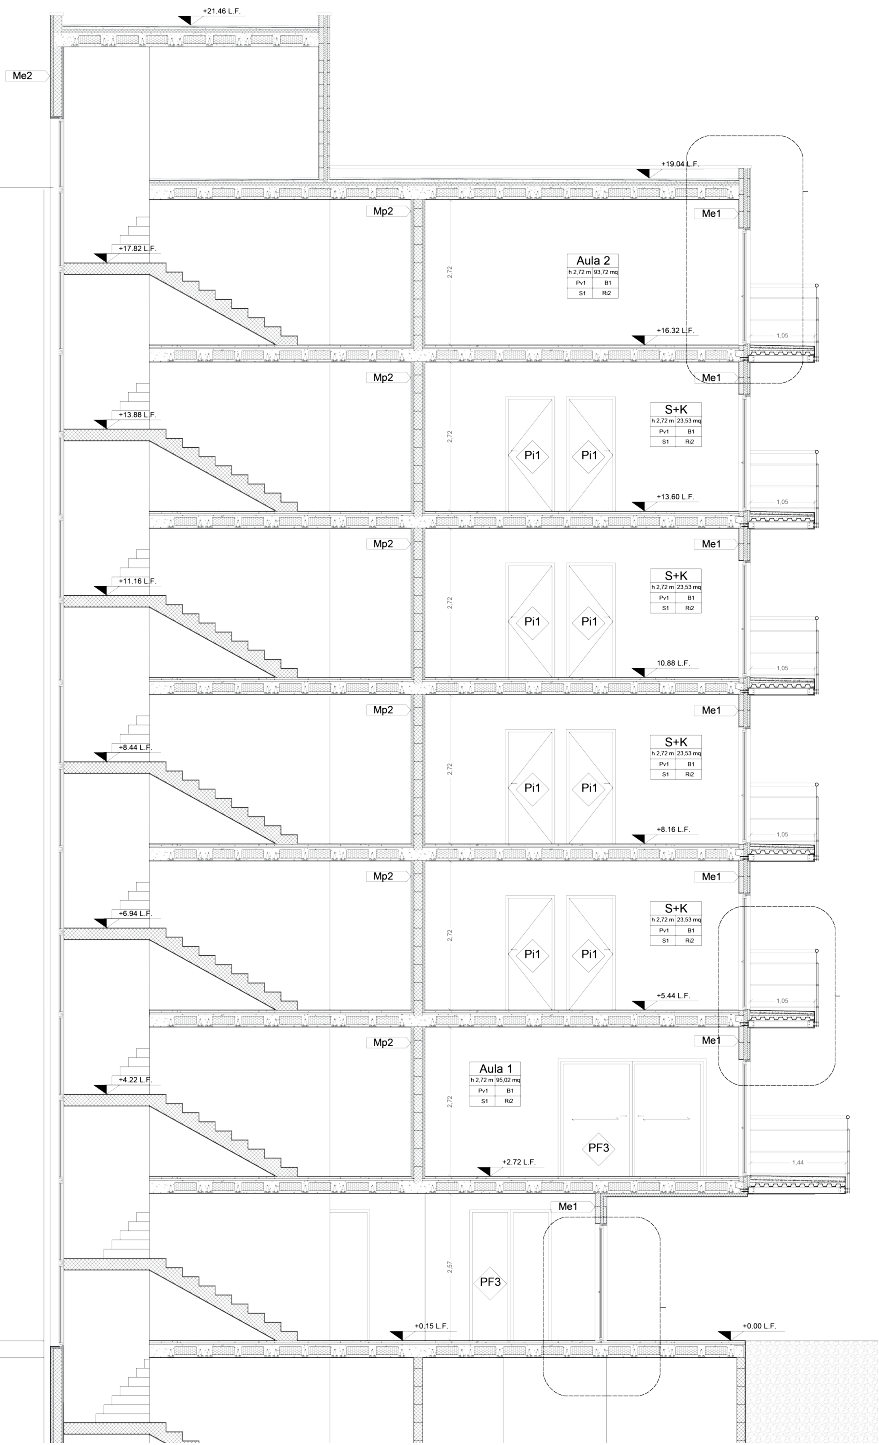 +21.46 L.F.
Me2
+19.04 L.F.
Mp2
Me1
+17.82 L.F.
2,72
Aula 2
h 2,72 m 93,72 mq
Pv1 B1
S1 Ri2
+16.32 L.F.
1,05
Mp2
Me1
+13.88 L.F.
2,72
S+K
h 2,72 m 23,53 mq
Pv1 B1
S1 Ri2
Pi1 Pi1
+13.60 L.F.
1,05
Mp2
Me1
+11.16 L.F.
2,72
S+K
h 2,72 m 23,53 mq
Pv1 B1
S1 Ri2
Pi1 Pi1
10.88 L.F.
1,05
Mp2
Me1
+8.44 L.F.
2,72
S+K
h 2,72 m 23,53 mq
Pv1 B1
S1 Ri2
Pi1 Pi1
+8.16 L.F.
1,05
Mp2
Me1
+6.94 L.F.
2,72
S+K
h 2,72 m 23,53 mq
Pv1 B1
S1 Ri2
Pi1 Pi1
+5.44 L.F.
1,05
Mp2
Me1
+4.22 L.F.
2,72
Aula 1
h 2,72 m 95,02 mq
Pv1 B1
S1 Ri2
PF3
+2.72 L.F.
1,44
Me1
2,57
PF3
+0.15 L.F.
+0.00 L.F.